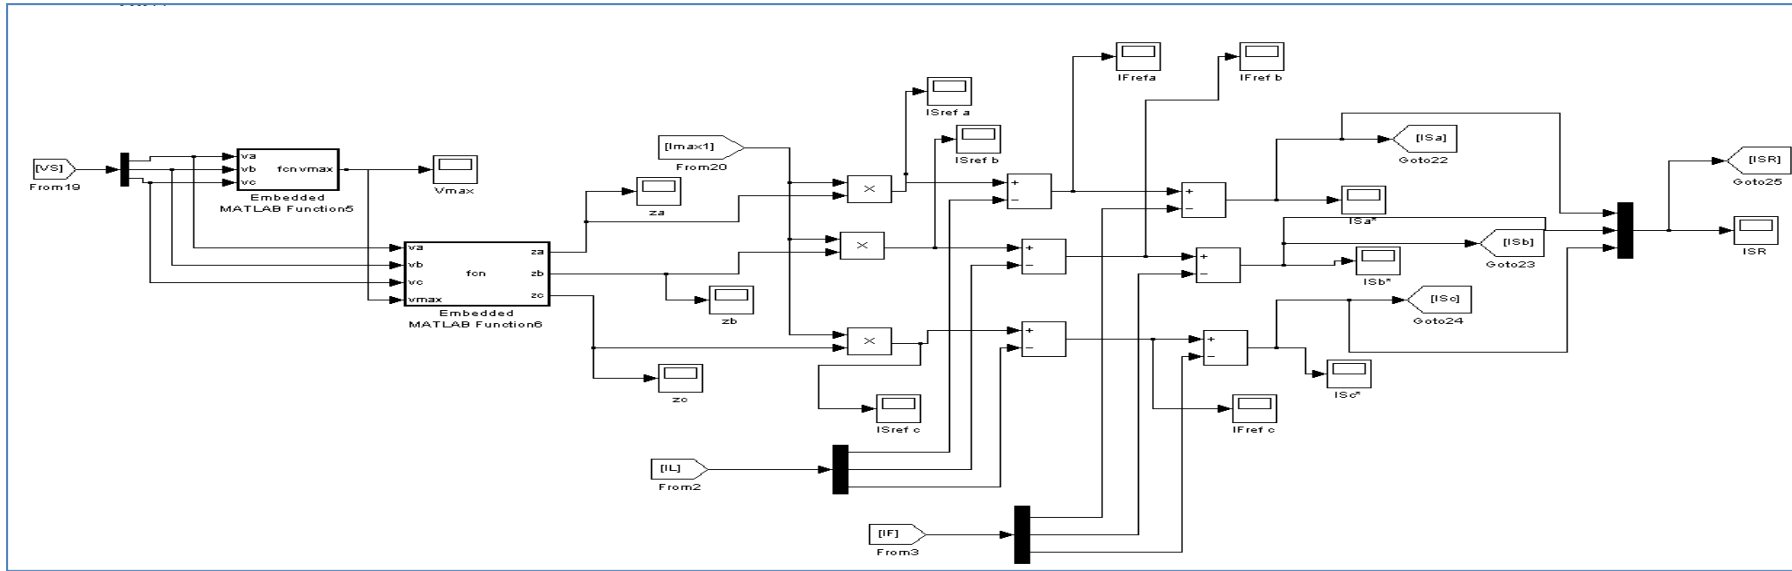 IFrefa
IFref b
ISref a
[ISa]
Goto22
[Imax1]
From20
ISref b
[VS]
From19
va
vb
vc
fcn vmax
Embedded
MATLAB Function5
Vmax
[ISR]
Goto25
za
×
+
−
+
−
ISa*
va
vb
vc
vmax
fcn
za
zb
zc
Embedded
MATLAB Function6
×
+
−
+
−
[ISb]
Goto23
ISR
ISb*
zb
[ISc]
Goto24
×
+
−
+
−
ISc*
zc
ISref c
IFref c
[IL]
From2
[IF]
From3